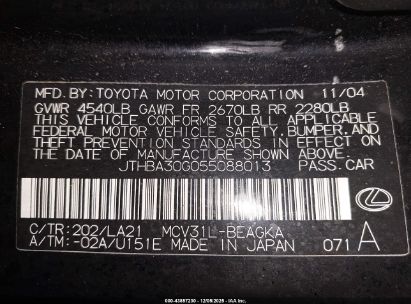 MFD. BY: TOYOTA MOTOR CORPORATION 11/04
GVWR 4540LB GAWR FR 2670LB RR 2280LB
THIS VEHICLE CONFORMS TO ALL APPLICABLE
FEDERAL MOTOR VEHICLE SAFETY, BUMPER, AND
THEFT PREVENTION STANDARDS IN EFFECT ON
THE DATE OF MANUFACTURE SHOWN ABOVE.
JTHBA30G055088013 PASS. CAR
C/TR: 202/LA21 MCV31L-BEAGKA
A/TM: -02A/U151E MADE IN JAPAN 071 A
LEXUS
000-43897230 - 12/05/2025 - IAA Inc.